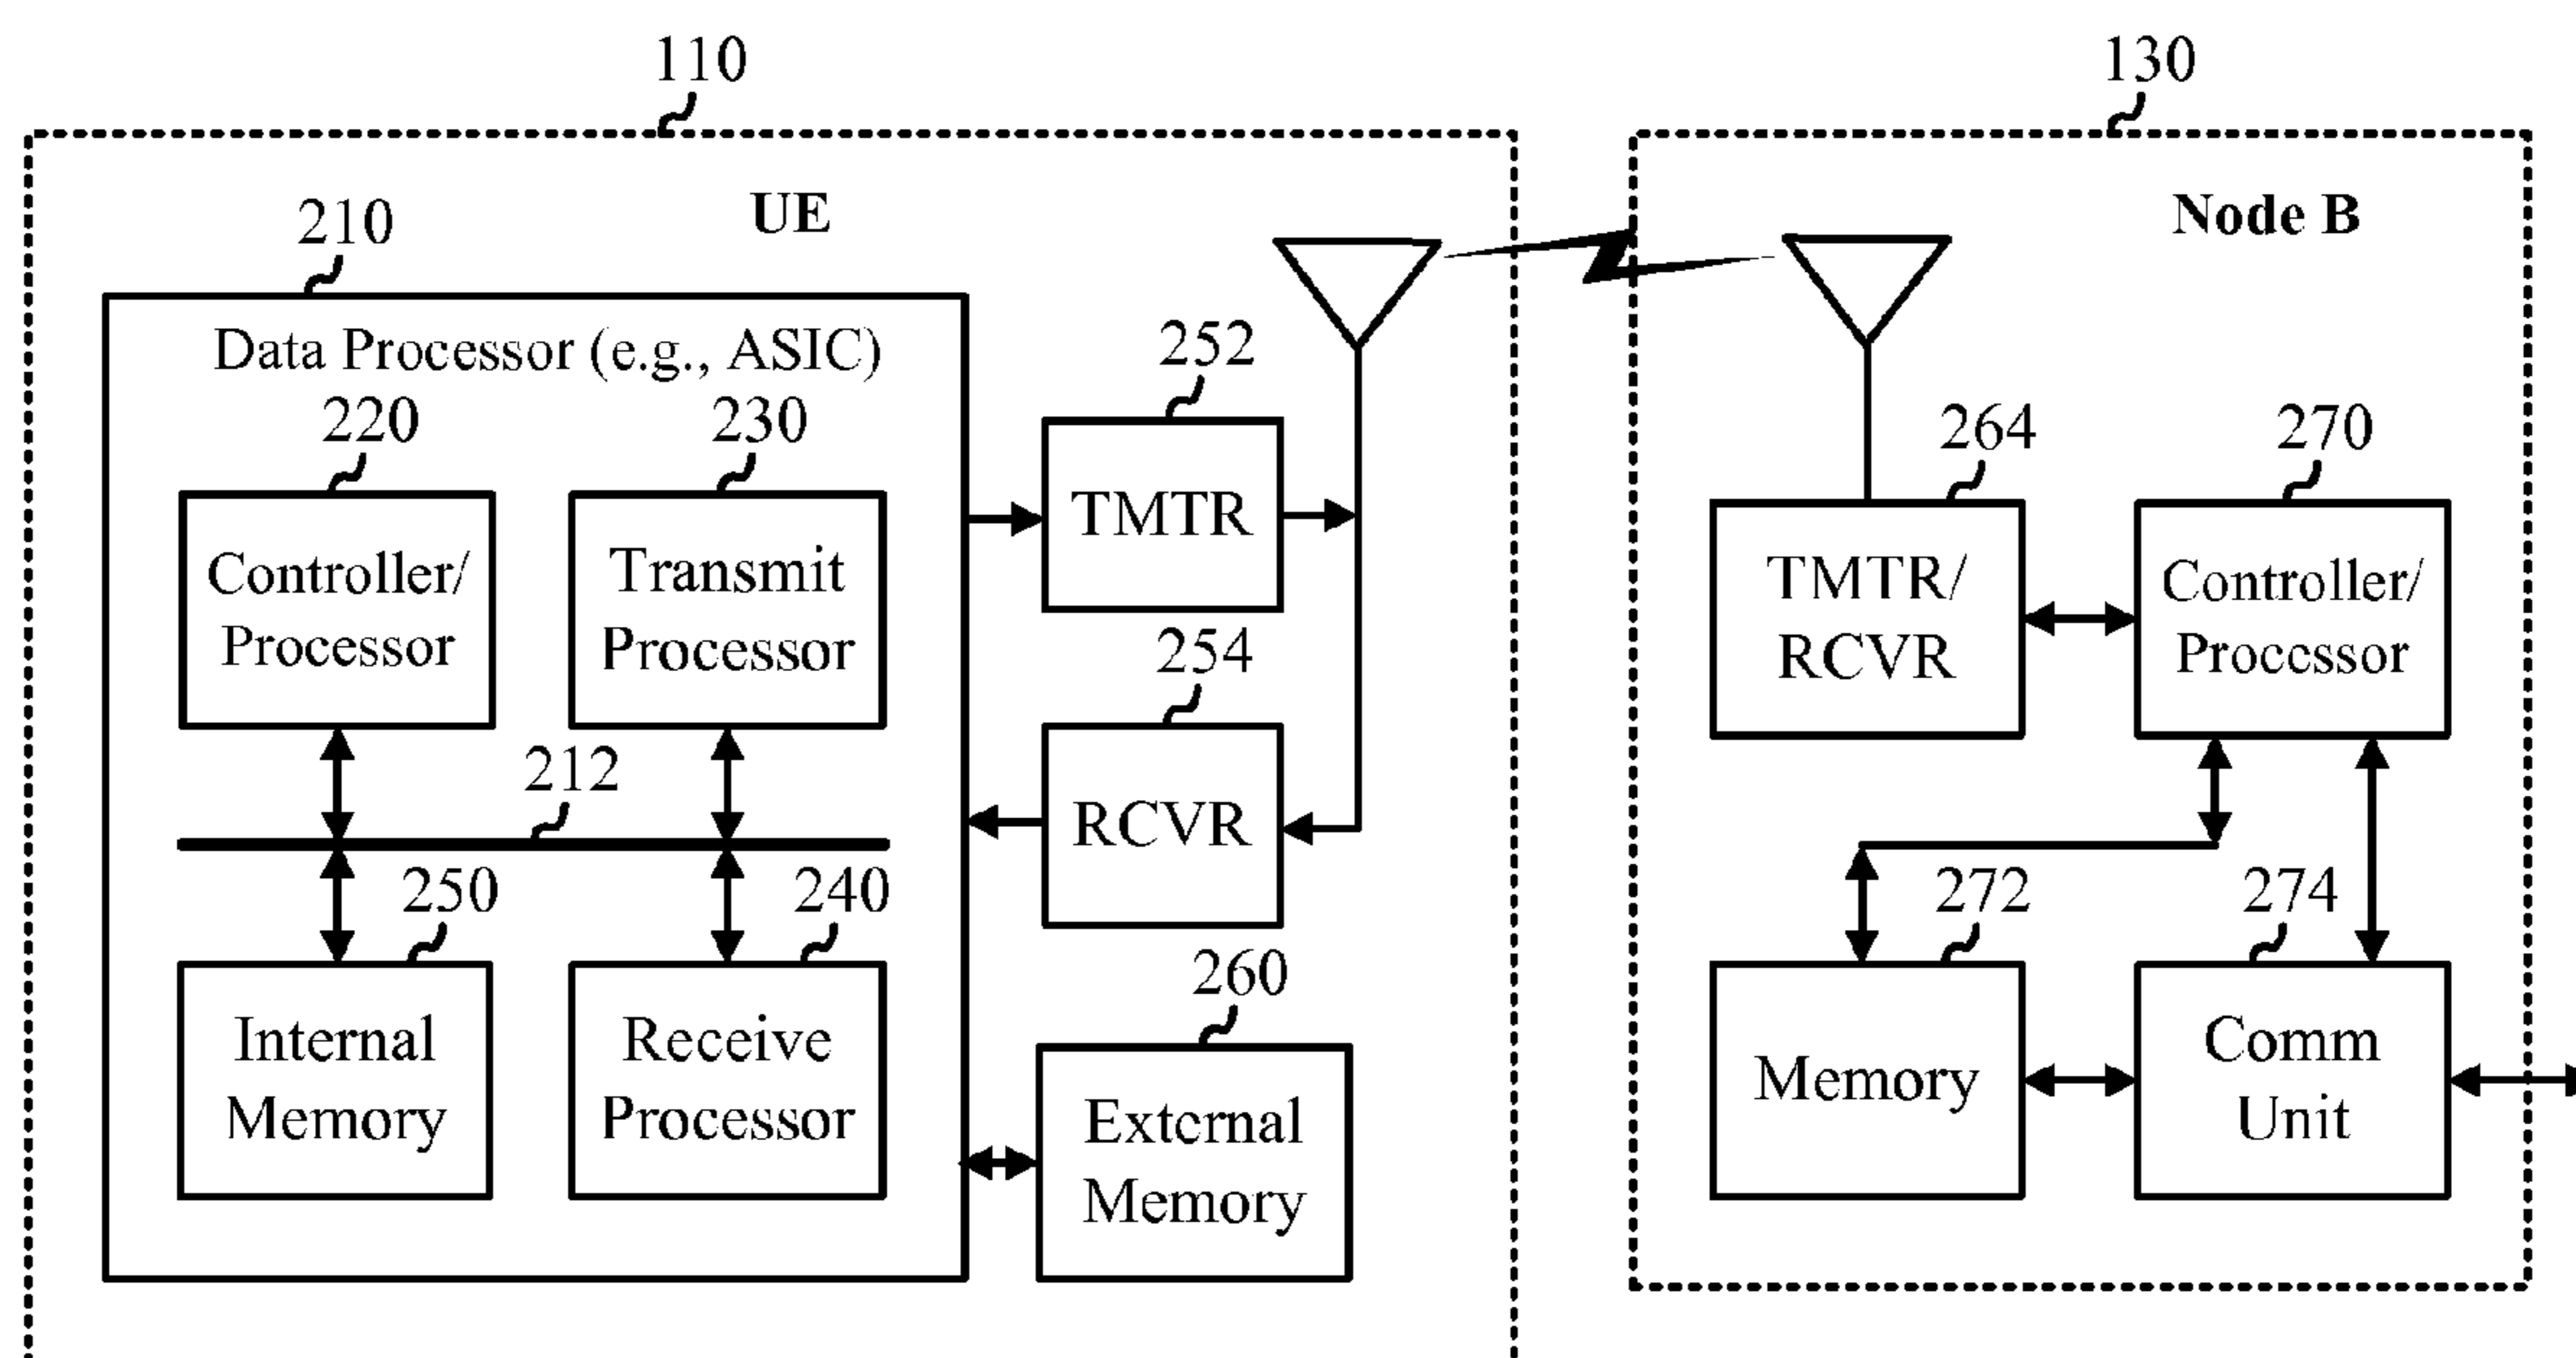 110
130
UE
Node B
210
Data Processor (e.g., ASIC)
220
230
252
264
270
Controller/
Processor
Transmit
Processor
TMTR
TMTR/
RCVR
Controller/
Processor
212
254
RCVR
250
240
272
274
Internal
Memory
Receive
Processor
260
External
Memory
Memory
Comm
Unit